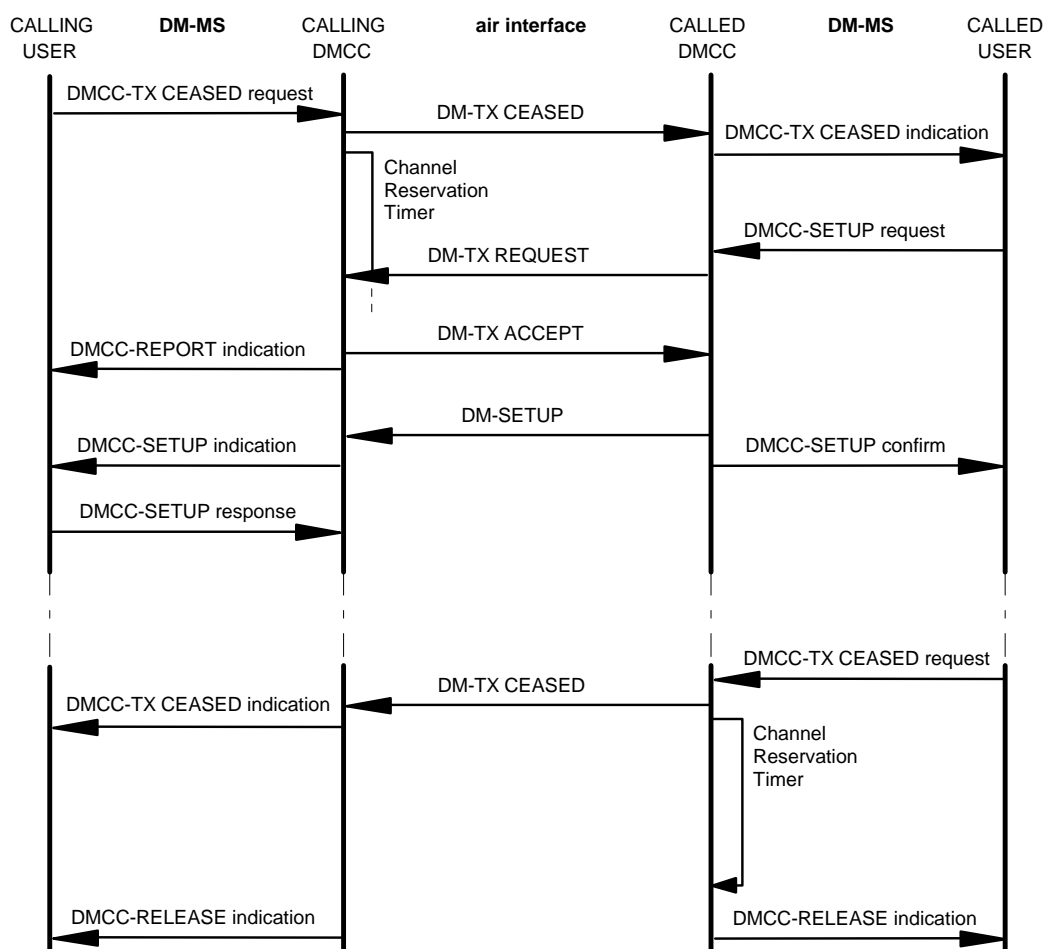 CALLING
USER
DM-MS
CALLING
DMCC
air interface
CALLED
DMCC
DM-MS
CALLED
USER
DMCC-TX CEASED request
DM-TX CEASED
DMCC-TX CEASED indication
Channel
Reservation
Timer
DMCC-SETUP request
DM-TX REQUEST
DM-TX ACCEPT
DMCC-REPORT indication
DM-SETUP
DMCC-SETUP indication
DMCC-SETUP confirm
DMCC-SETUP response
DMCC-TX CEASED request
DM-TX CEASED
DMCC-TX CEASED indication
Channel
Reservation
Timer
DMCC-RELEASE indication
DMCC-RELEASE indication